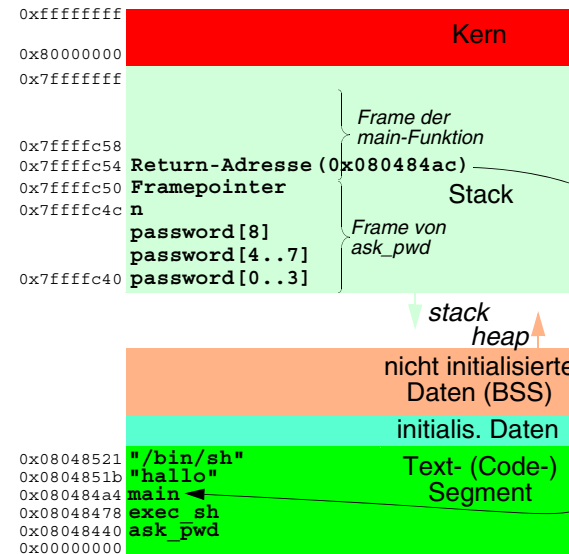 0xffffffff
Kern
0x80000000
0x7fffffff
Frame der
main-Funktion
0x7ffffc58
0x7ffffc54 Return-Adresse (0x080484ac)
0x7ffffc50 Framepointer
Stack
0x7ffffc4c n
password[8]
Frame von
password[4..7]
ask_pwd
0x7ffffc40 password[0..3]
stack
heap
nicht initialisierte
Daten (BSS)
initialis. Daten
0x08048521 "/bin/sh"
0x0804851b "hallo"
Text- (Code-)
0x080484a4 main
Segment
0x08048478 exec_sh
0x08048440 ask_pwd
0x00000000